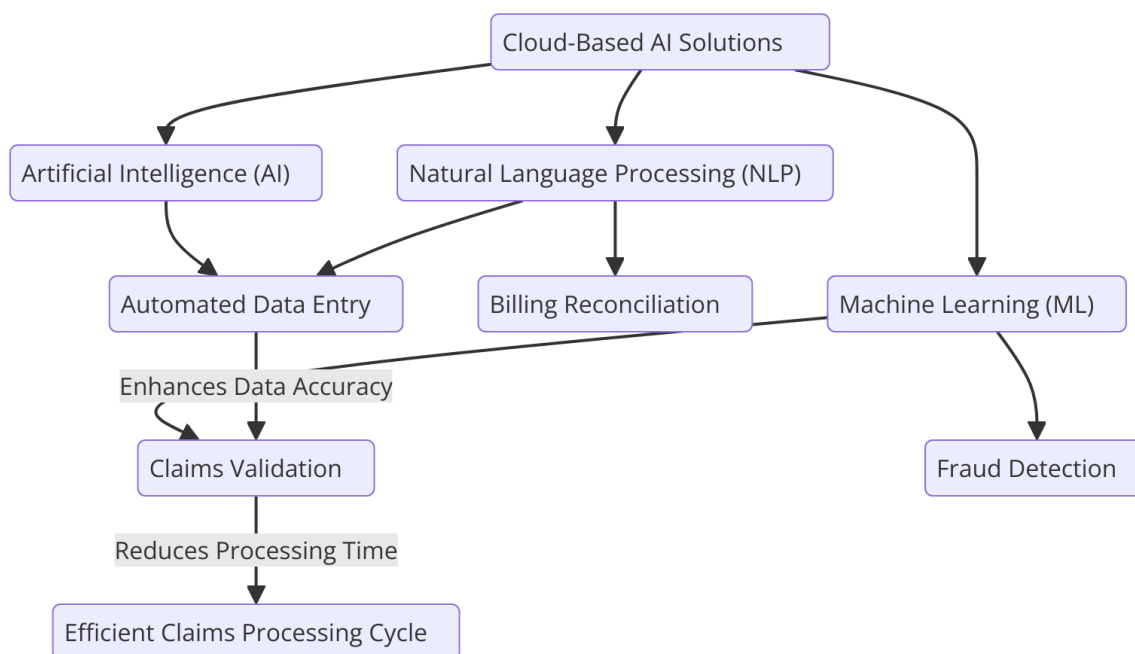 Cloud-Based AI Solutions
Artificial Intelligence (AI)
Natural Language Processing (NLP)
Automated Data Entry
Billing Reconciliation
Machine Learning (ML)
Enhances Data Accuracy
Claims Validation
Fraud Detection
Reduces Processing Time
Efficient Claims Processing Cycle